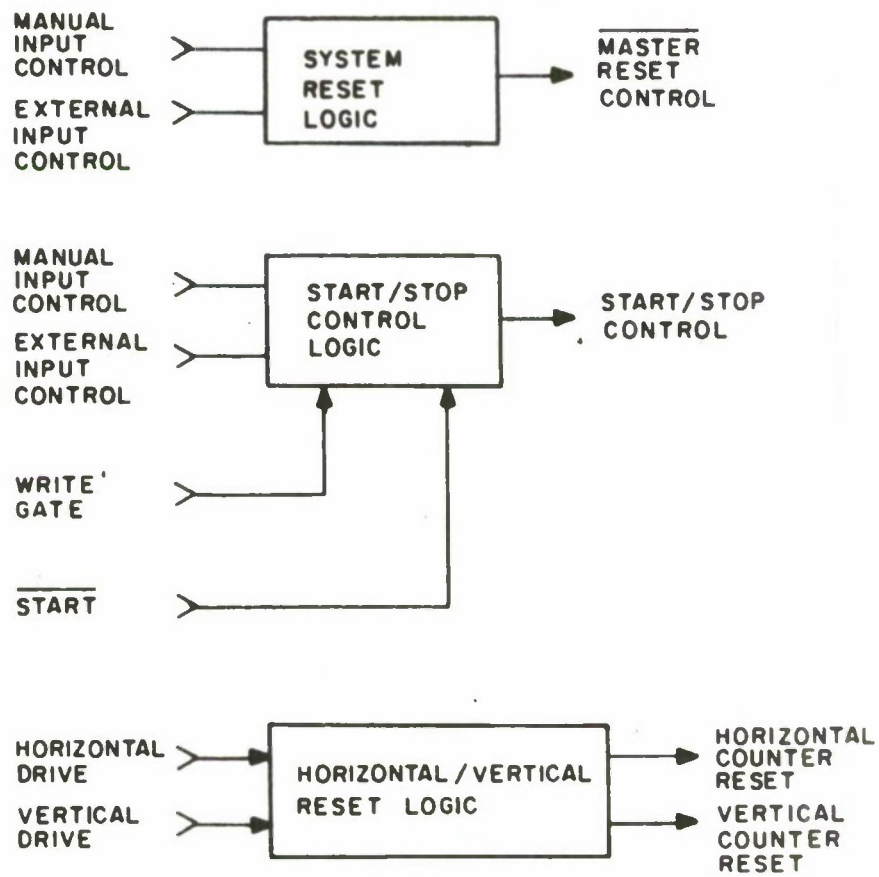 MANUAL
INPUT
CONTROL
EXTERNAL
INPUT
CONTROL
SYSTEM
RESET
LOGIC
MASTER
RESET
CONTROL
MANUAL
INPUT
CONTROL
EXTERNAL
INPUT
CONTROL
START/STOP
CONTROL
LOGIC
START/STOP
CONTROL
WRITE
GATE
START
HORIZONTAL
DRIVE
VERTICAL
DRIVE
HORIZONTAL/VERTICAL
RESET LOGIC
HORIZONTAL
COUNTER
RESET
VERTICAL
COUNTER
RESET